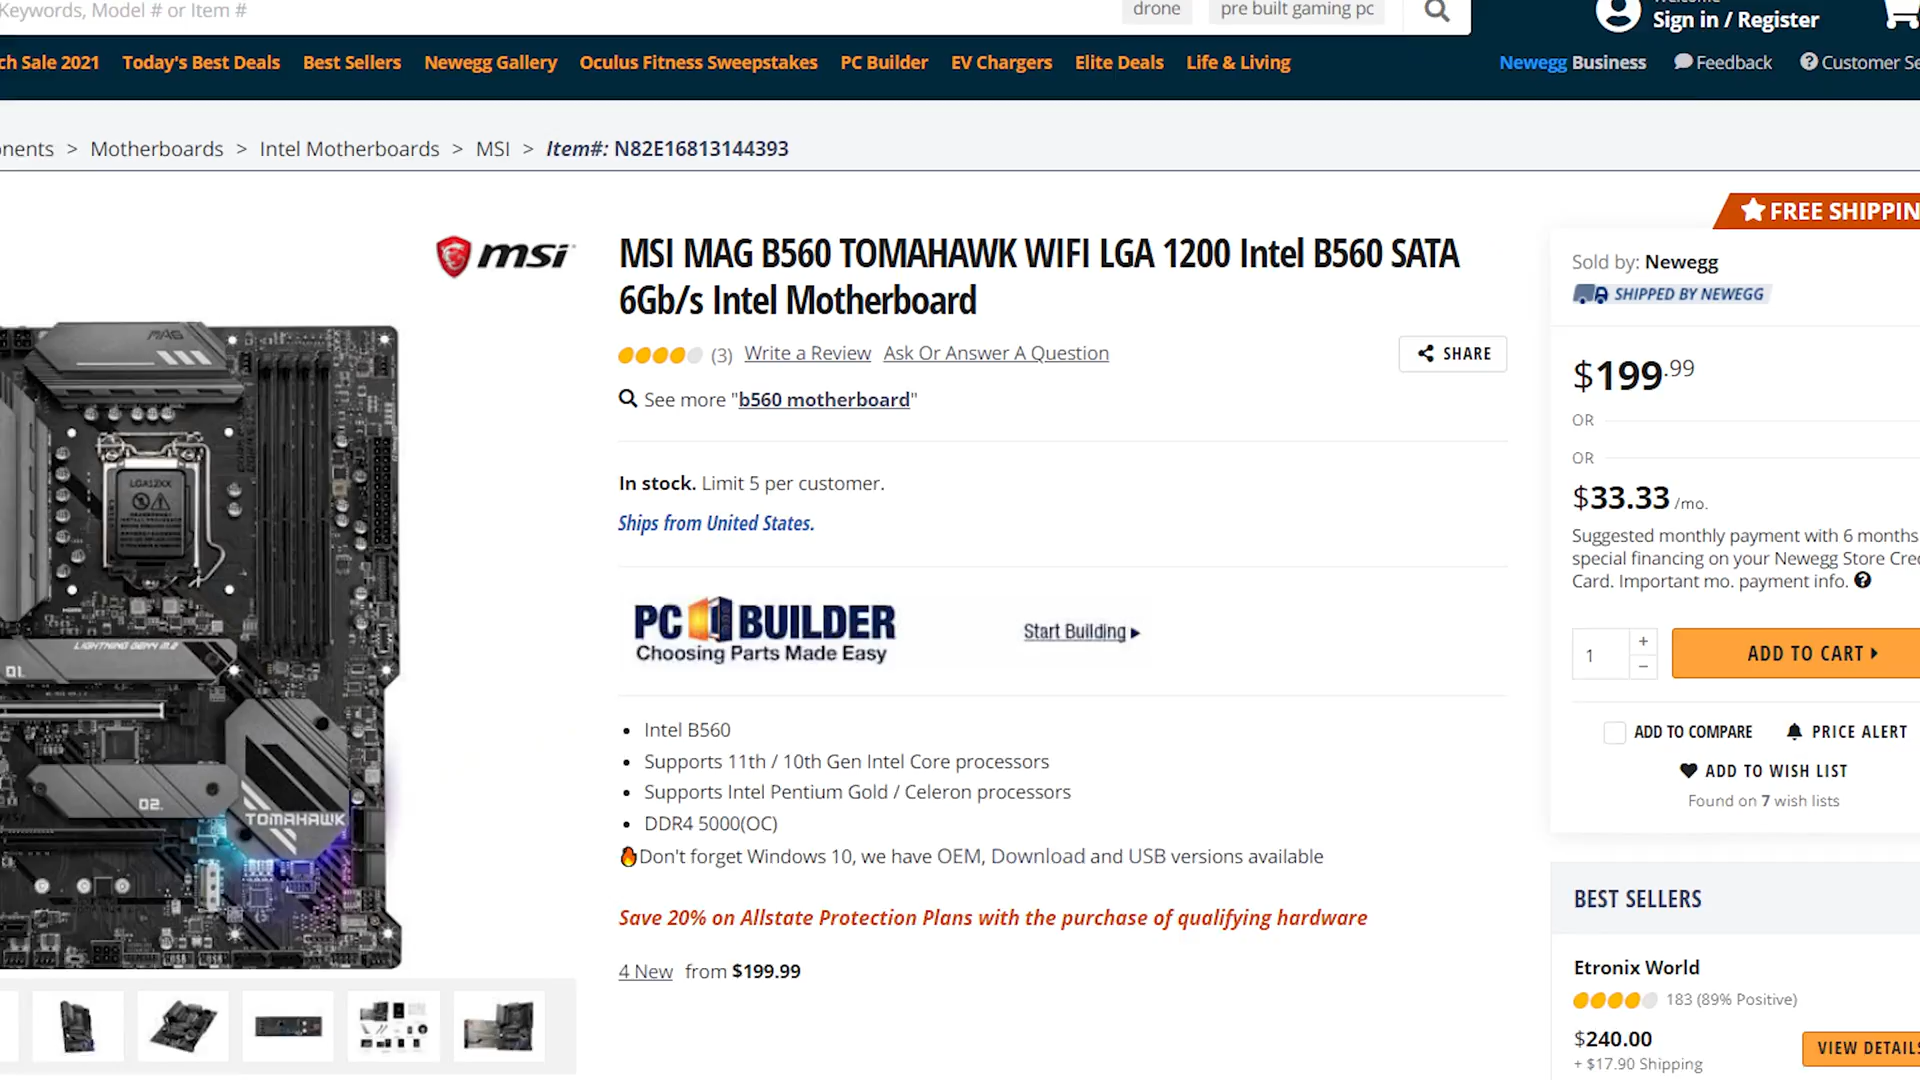 Keywords, Model # or Item #
drone
pre built gaming pc
Sign in / Register
ch Sale 2021
Today's Best Deals
Best Sellers
Newegg Gallery
Oculus Fitness Sweepstakes
PC Builder
EV Chargers
Elite Deals
Life & Living
Newegg Business
Feedback
Customer Se
onents > Motherboards > Intel Motherboards > MSI > Item#: N82E16813144393
FREE SHIPPIN
msi
MSI MAG B560 TOMAHAWK WIFI LGA 1200 Intel B560 SATA
6Gb/s Intel Motherboard
(3) Write a Review Ask Or Answer A Question
SHARE
See more "b560 motherboard"
In stock. Limit 5 per customer.
Ships from United States.
PC BUILDER
Choosing Parts Made Easy
Start Building
• Intel B560
• Supports 11th / 10th Gen Intel Core processors
• Supports Intel Pentium Gold / Celeron processors
• DDR4 5000(OC)
🔥Don't forget Windows 10, we have OEM, Download and USB versions available
Save 20% on Allstate Protection Plans with the purchase of qualifying hardware
4 New from $199.99
MAG
LGA12XX
LIGHTNING GEN4 M.2
01.
02.
TOMAHAWK
Sold by: Newegg
SHIPPED BY NEWEGG
$199.99
OR
OR
$33.33 /mo.
Suggested monthly payment with 6 months
special financing on your Newegg Store Cre
Card. Important mo. payment info.
1
+
−
ADD TO CART
ADD TO COMPARE
PRICE ALERT
ADD TO WISH LIST
Found on 7 wish lists
BEST SELLERS
Etronix World
183 (89% Positive)
$240.00
+ $17.90 Shipping
VIEW DETAILS